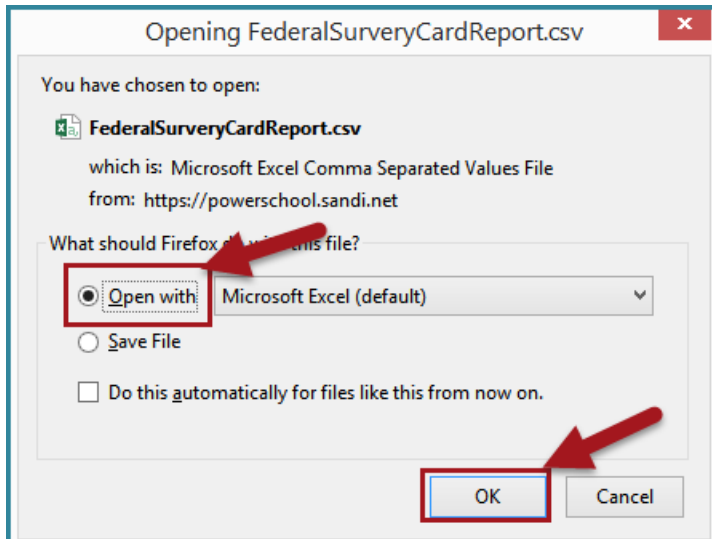 Opening FederalSurveryCardReport.csv
x
You have chosen to open:
a,
FederalSurveryCardReport.csv
which is: Microsoft Excel Comma Separated Values File
from: https://powerschool.sandi.net
What should Firefox do with this file?
Open with
Microsoft Excel (default)
Save File
Do this automatically for files like this from now on.
OK
Cancel